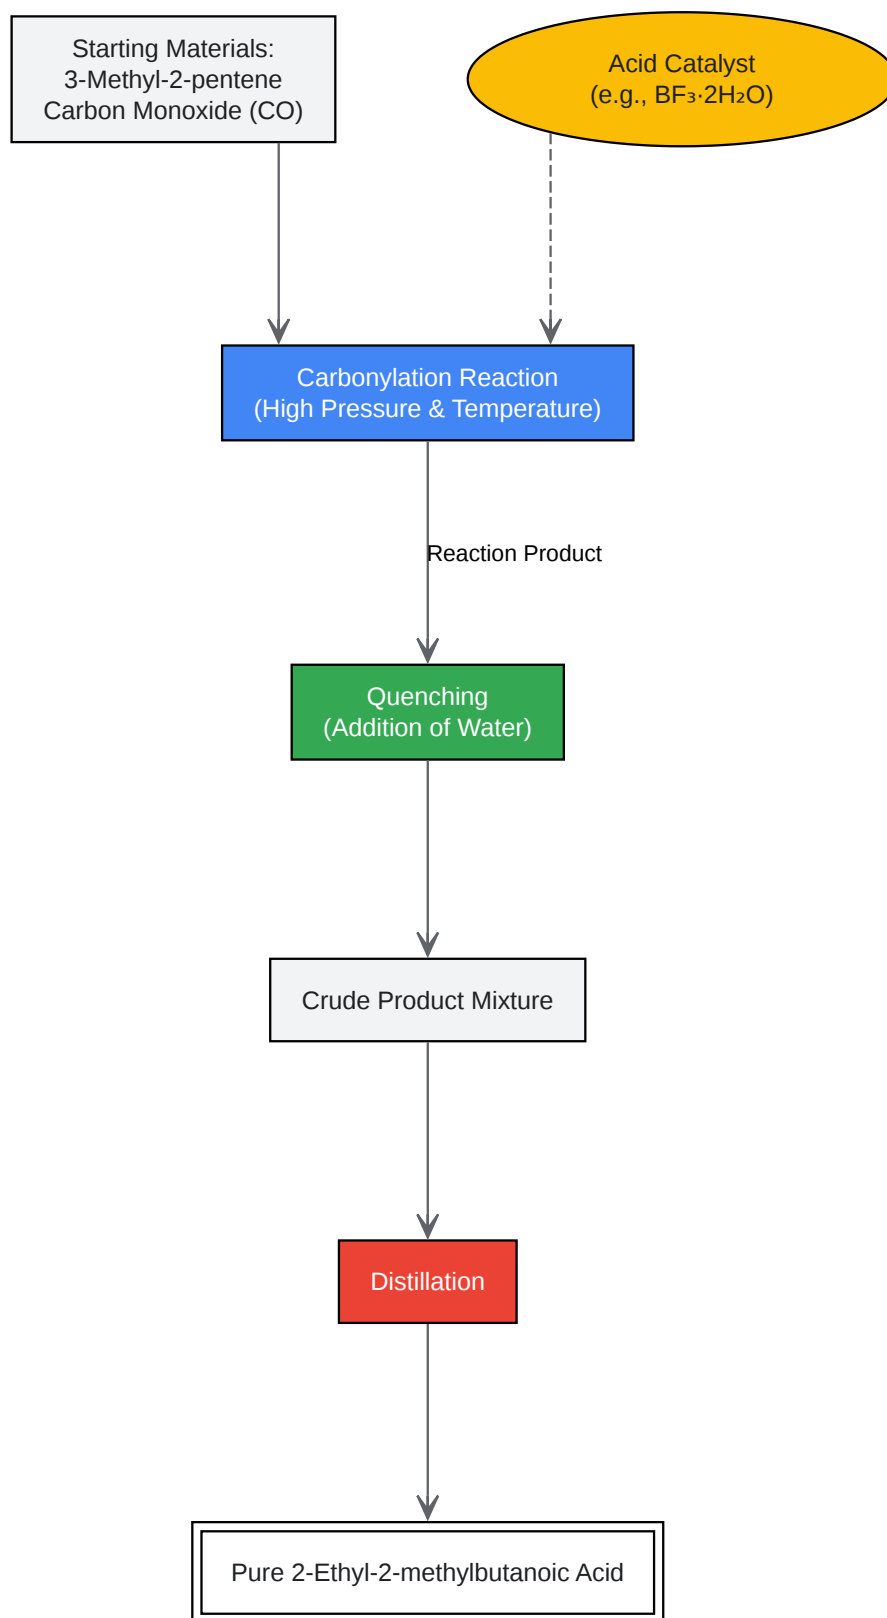 Starting Materials:
3-Methyl-2-pentene
Carbon Monoxide (CO)
Acid Catalyst
(e.g., BF₃·2H₂O)
Carbonylation Reaction
(High Pressure & Temperature)
Reaction Product
Quenching
(Addition of Water)
Crude Product Mixture
Distillation
Pure 2-Ethyl-2-methylbutanoic Acid